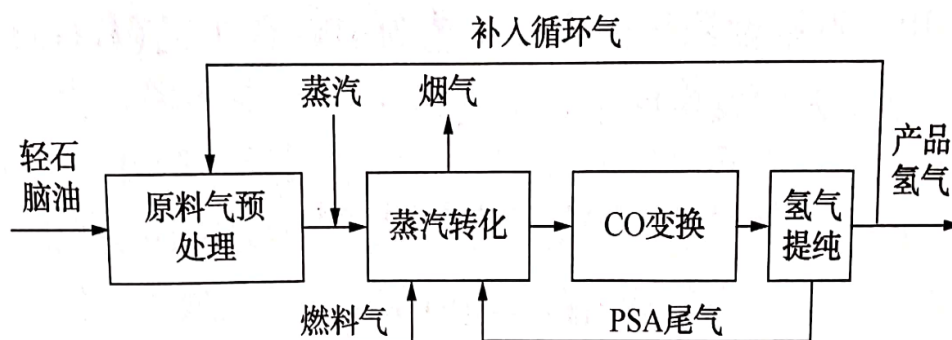 补入循环气
蒸汽
烟气
轻石
脑油
原料气预
处理
蒸汽转化
CO变换
氢气
提纯
产品
氢气
燃料气
PSA尾气